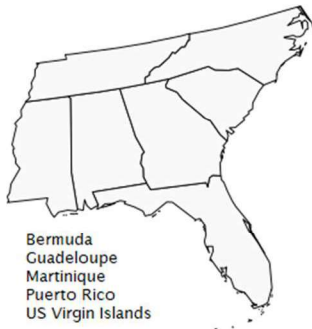 Bermuda
Guadeloupe
Martinique
Puerto Rico
US Virgin Islands